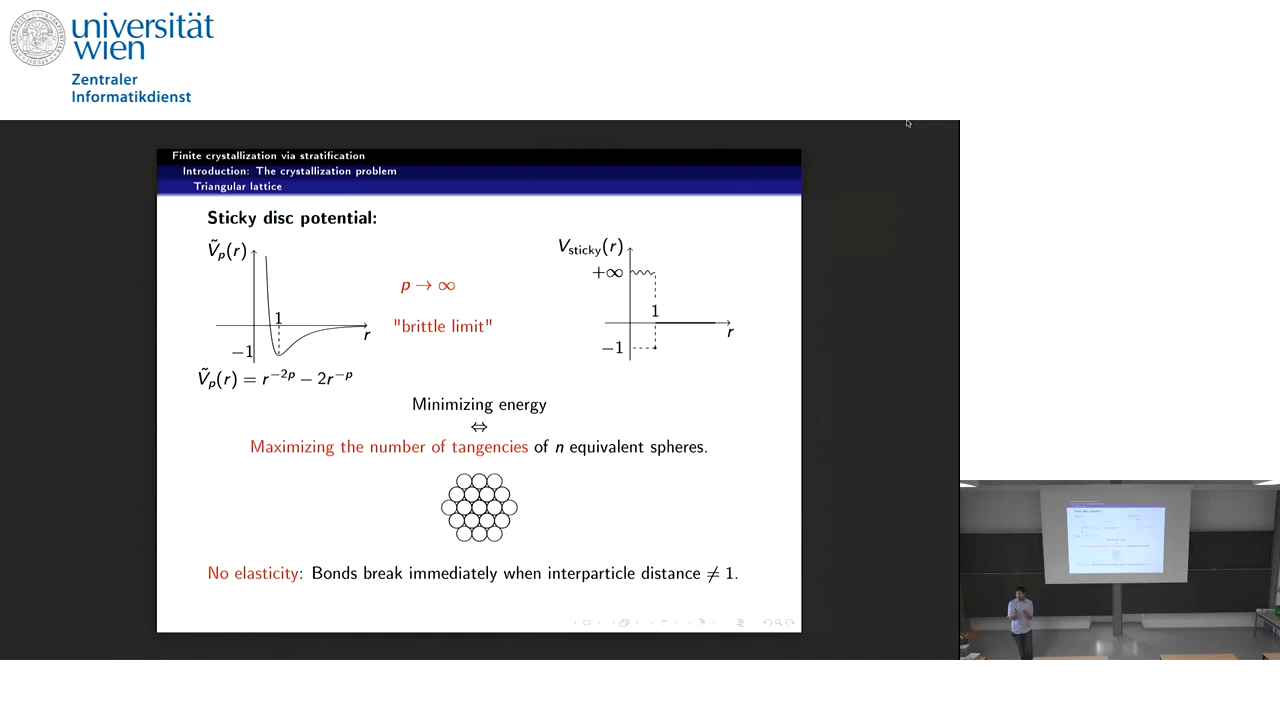 universität
wien
Zentraler
Informatikdienst
Finite crystallization via stratification
Introduction: The crystallization problem
Triangular lattice
Sticky disc potential:
Ṽₚ(r)
1
r
−1
Ṽₚ(r) = r⁻²ᵖ − 2r⁻ᵖ
p → ∞
"brittle limit"
V_sticky(r)
+∞
1
r
−1
Minimizing energy
⇔
Maximizing the number of tangencies of n equivalent spheres.
No elasticity: Bonds break immediately when interparticle distance ≠ 1.